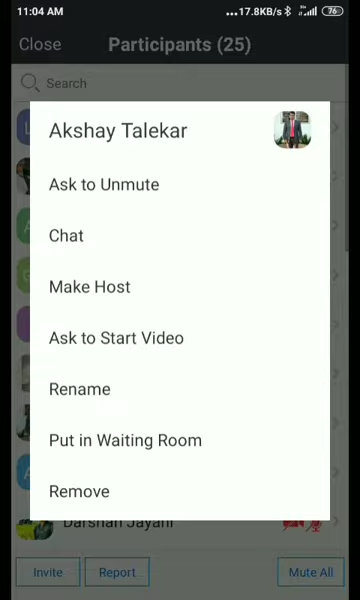 11:04 AM
...17.8KB/s
76
Close
Participants (25)
Search
Akshay Talekar
Ask to Unmute
Chat
Make Host
Ask to Start Video
Rename
Put in Waiting Room
Remove
Darshan Jayani
Invite
Report
Mute All